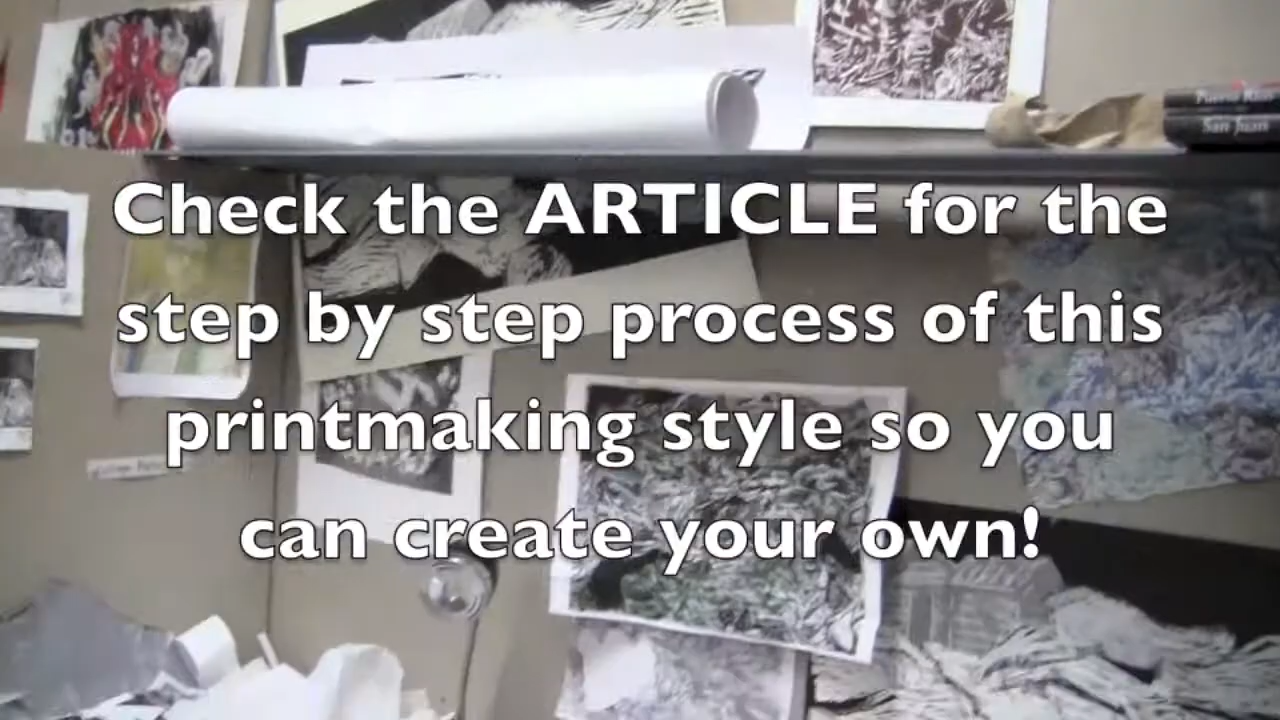 Puerto Rico
San Juan
Check the ARTICLE for the
step by step process of this
printmaking style so you
can create your own!